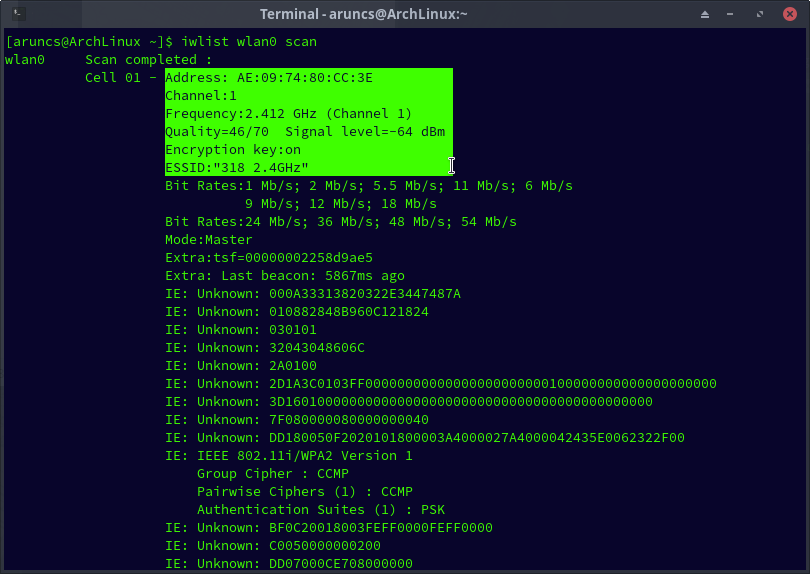 Terminal - aruncs@ArchLinux:~
[aruncs@ArchLinux ~]$ iwlist wlan0 scan
wlan0     Scan completed :
          Cell 01 - Address: AE:09:74:80:CC:3E
                    Channel:1
                    Frequency:2.412 GHz (Channel 1)
                    Quality=46/70  Signal level=-64 dBm
                    Encryption key:on
                    ESSID:"318 2.4GHz"
                    Bit Rates:1 Mb/s; 2 Mb/s; 5.5 Mb/s; 11 Mb/s; 6 Mb/s
                              9 Mb/s; 12 Mb/s; 18 Mb/s
                    Bit Rates:24 Mb/s; 36 Mb/s; 48 Mb/s; 54 Mb/s
                    Mode:Master
                    Extra:tsf=00000002258d9ae5
                    Extra: Last beacon: 5867ms ago
                    IE: Unknown: 000A33313820322E3447487A
                    IE: Unknown: 010882848B960C121824
                    IE: Unknown: 030101
                    IE: Unknown: 32043048606C
                    IE: Unknown: 2A0100
                    IE: Unknown: 2D1A3C0103FF00000000000000000000000100000000000000000000
                    IE: Unknown: 3D160100000000000000000000000000000000000000000000
                    IE: Unknown: 7F080000080000000040
                    IE: Unknown: DD180050F2020101800003A4000027A4000042435E0062322F00
                    IE: IEEE 802.11i/WPA2 Version 1
                        Group Cipher : CCMP
                        Pairwise Ciphers (1) : CCMP
                        Authentication Suites (1) : PSK
                    IE: Unknown: BF0C20018003FEFF0000FEFF0000
                    IE: Unknown: C0050000000200
                    IE: Unknown: DD07000CE708000000